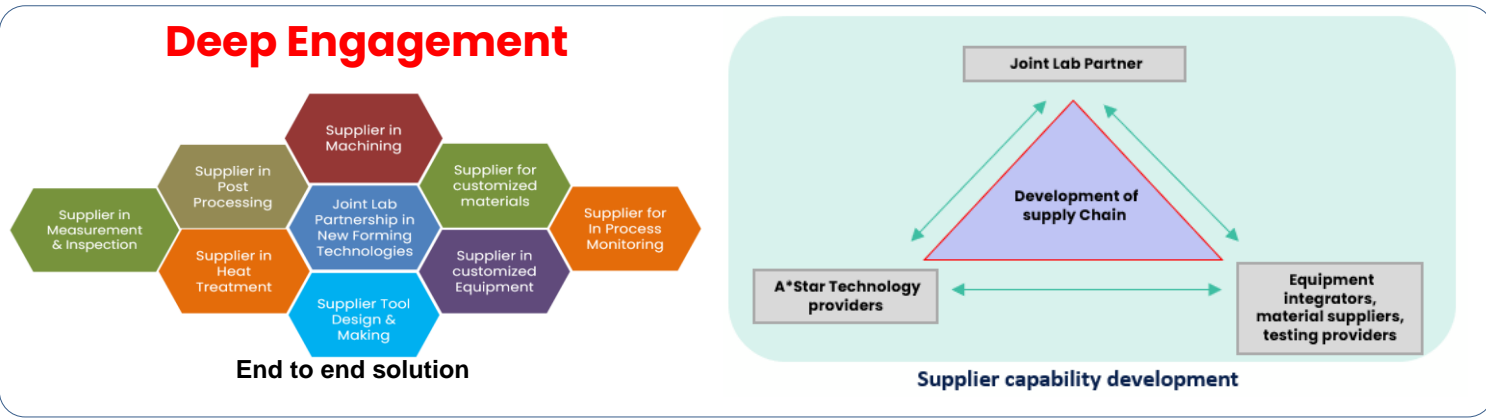 Deep Engagement
Supplier in
Machining
Supplier in
Post
Processing
Supplier for
customized
materials
Supplier in
Measurement
& Inspection
Joint Lab
Partnership in
New Forming
Technologies
Supplier for
In Process
Monitoring
Supplier in
Heat
Treatment
Supplier in
customized
Equipment
Supplier Tool
Design &
Making
End to end solution
Joint Lab Partner
Development of
supply Chain
A*Star Technology
providers
Equipment
integrators,
material suppliers,
testing providers
Supplier capability development